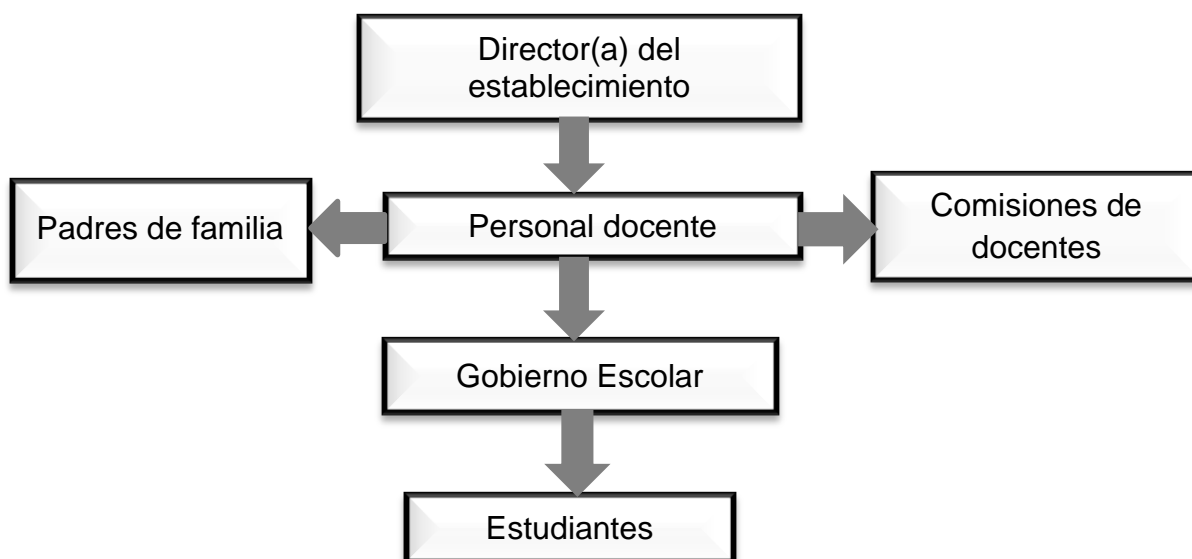 Director(a) del
establecimiento
Padres de familia
Personal docente
Comisiones de
docentes
Gobierno Escolar
Estudiantes